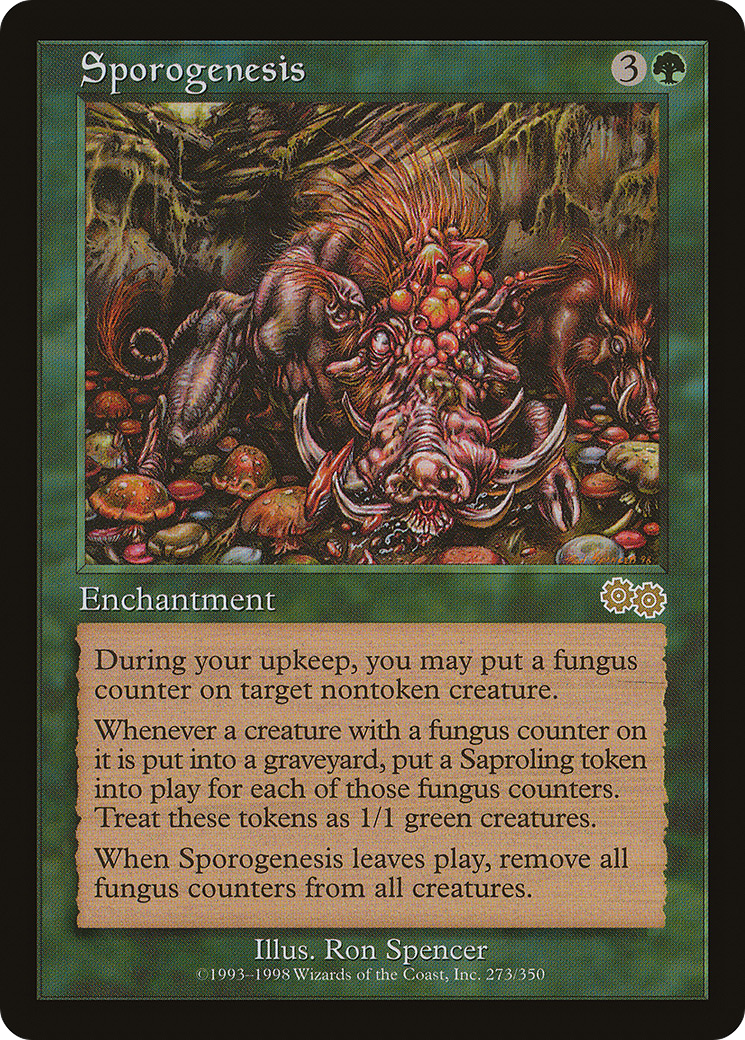 Sporogenesis 3
Enchantment
During your upkeep, you may put a fungus
counter on target nontoken creature.
Whenever a creature with a fungus counter on
it is put into a graveyard, put a Saproling token
into play for each of those fungus counters.
Treat these tokens as 1/1 green creatures.
When Sporogenesis leaves play, remove all
fungus counters from all creatures.
Illus. Ron Spencer
©1993–1998 Wizards of the Coast, Inc. 273/350